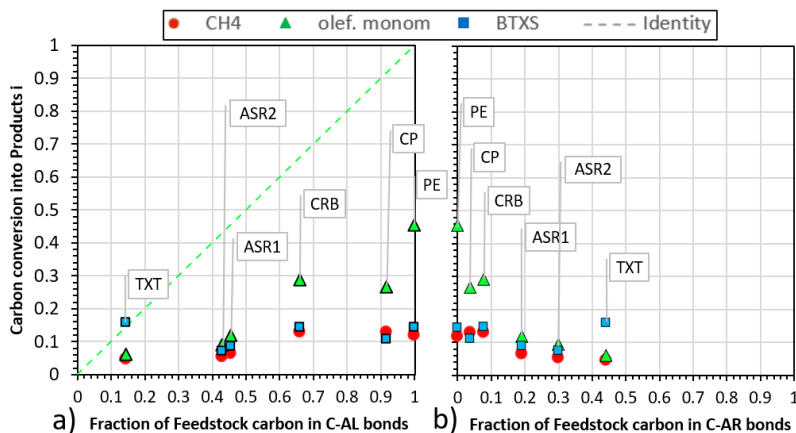 CH4 olef. monom BTXS Identity
Carbon conversion into Products i
1
0.9
0.8
0.7
0.6
0.5
0.4
0.3
0.2
0.1
0
ASR2
CP
PE
CRB
ASR1
TXT
0 0.1 0.2 0.3 0.4 0.5 0.6 0.7 0.8 0.9 1
a) Fraction of Feedstock carbon in C-AL bonds
PE
CP
ASR2
CRB
ASR1
TXT
0 0.1 0.2 0.3 0.4 0.5 0.6 0.7 0.8 0.9 1
b) Fraction of Feedstock carbon in C-AR bonds